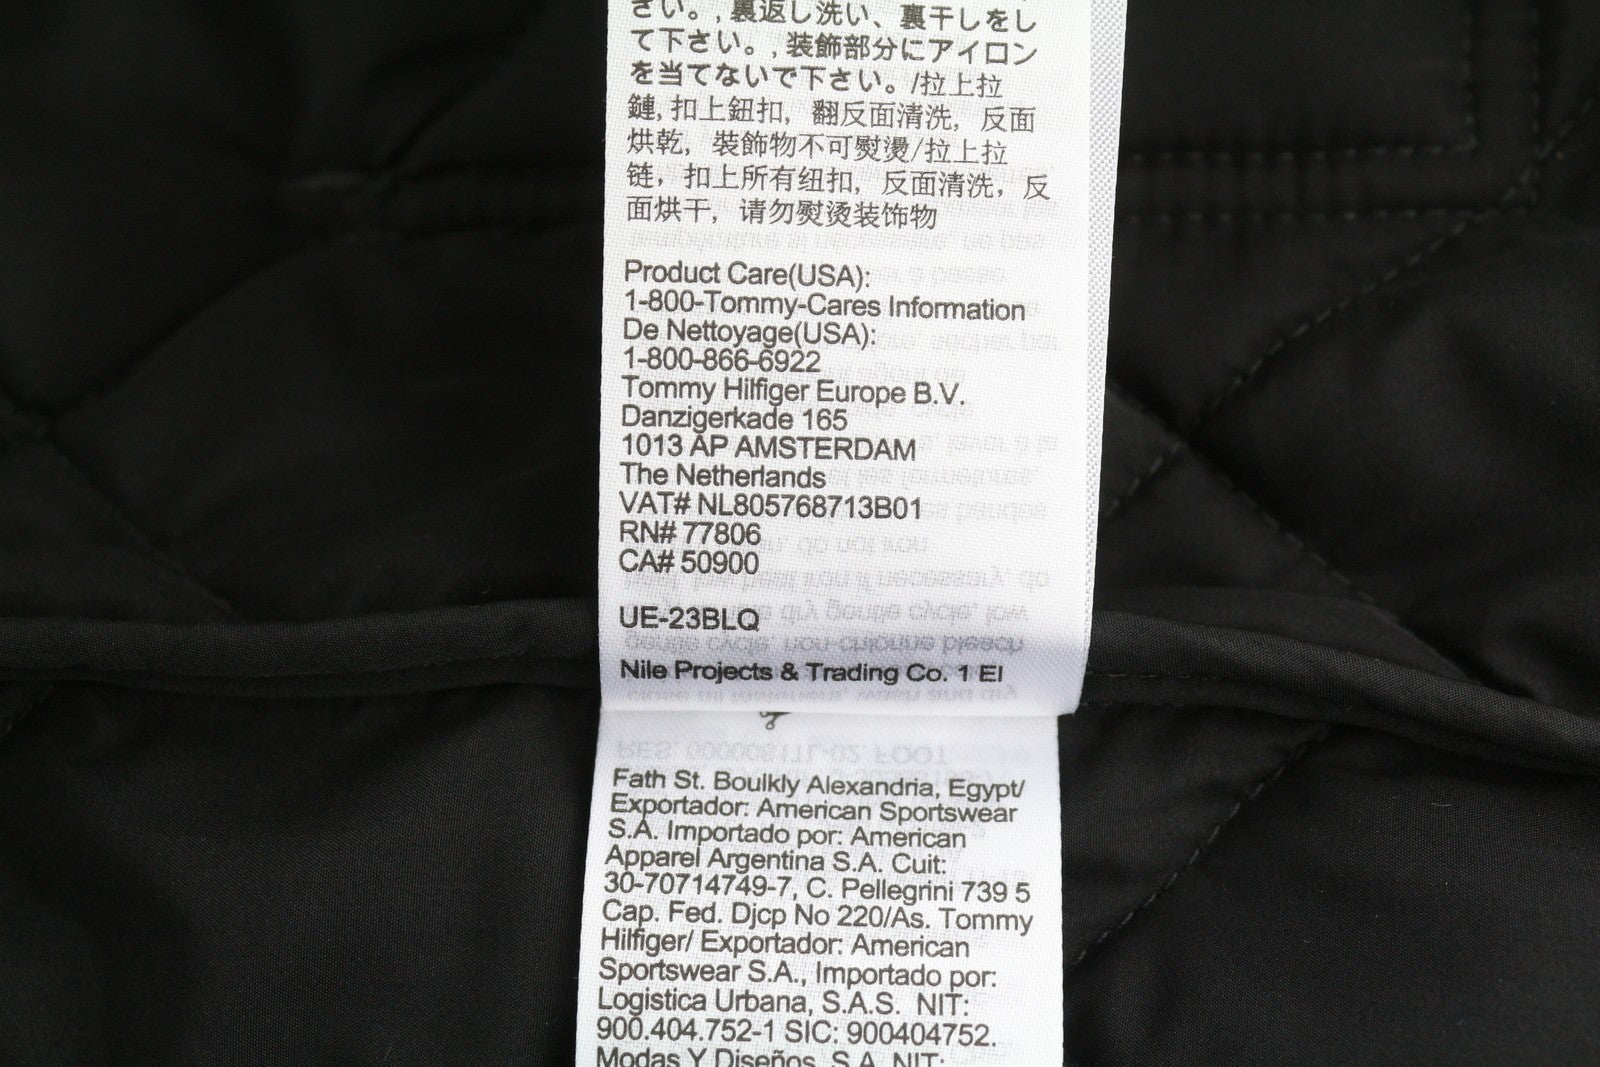 さい。, 裏返し洗い、裏干しをし
て下さい。, 装飾部分にアイロン
を当てないで下さい。/拉上拉
鏈, 扣上鈕扣, 翻反面清洗, 反面
烘乾, 裝飾物不可熨燙/拉上拉
链, 扣上所有纽扣, 反面清洗, 反
面烘干, 请勿熨烫装饰物
Product Care(USA):
1-800-Tommy-Cares Information
De Nettoyage(USA):
1-800-866-6922
Tommy Hilfiger Europe B.V.
Danzigerkade 165
1013 AP AMSTERDAM
The Netherlands
VAT# NL805768713B01
RN# 77806
CA# 50900
UE-23BLQ
Nile Projects & Trading Co. 1 El
Fath St. Boulkly Alexandria, Egypt/
Exportador: American Sportswear
S.A. Importado por: American
Apparel Argentina S.A. Cuit:
30-70714749-7, C. Pellegrini 739 5
Cap. Fed. Djcp No 220/As. Tommy
Hilfiger/ Exportador: American
Sportswear S.A., Importado por:
Logistica Urbana, S.A.S. NIT:
900.404.752-1 SIC: 900404752.
Modas Y Diseños, S.A. NIT: